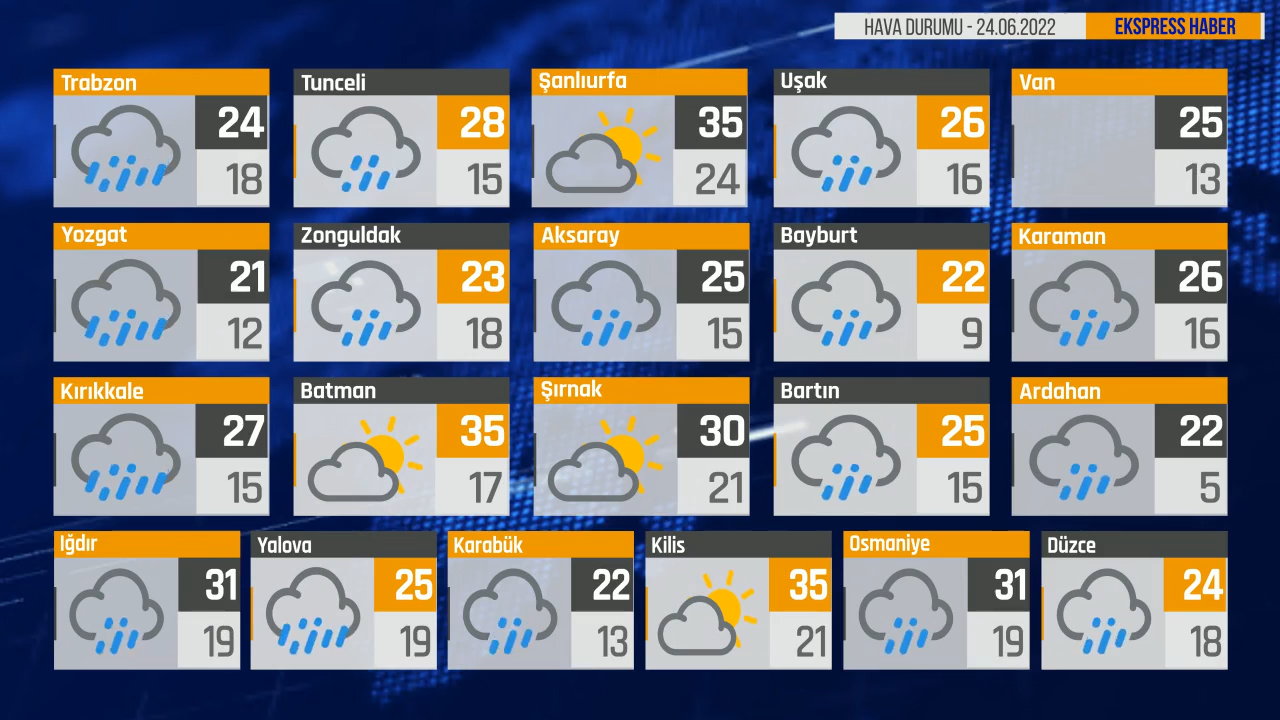 HAVA DURUMU - 24.06.2022 EKSPRESS HABER
Trabzon
24
18
Tunceli
28
15
Şanlıurfa
35
24
Uşak
26
16
Van
25
13
Yozgat
21
12
Zonguldak
23
18
Aksaray
25
15
Bayburt
22
9
Karaman
26
16
Kırıkkale
27
15
Batman
35
17
Şırnak
30
21
Bartın
25
15
Ardahan
22
5
Iğdır
31
19
Yalova
25
19
Karabük
22
13
Kilis
35
21
Osmaniye
31
19
Düzce
24
18